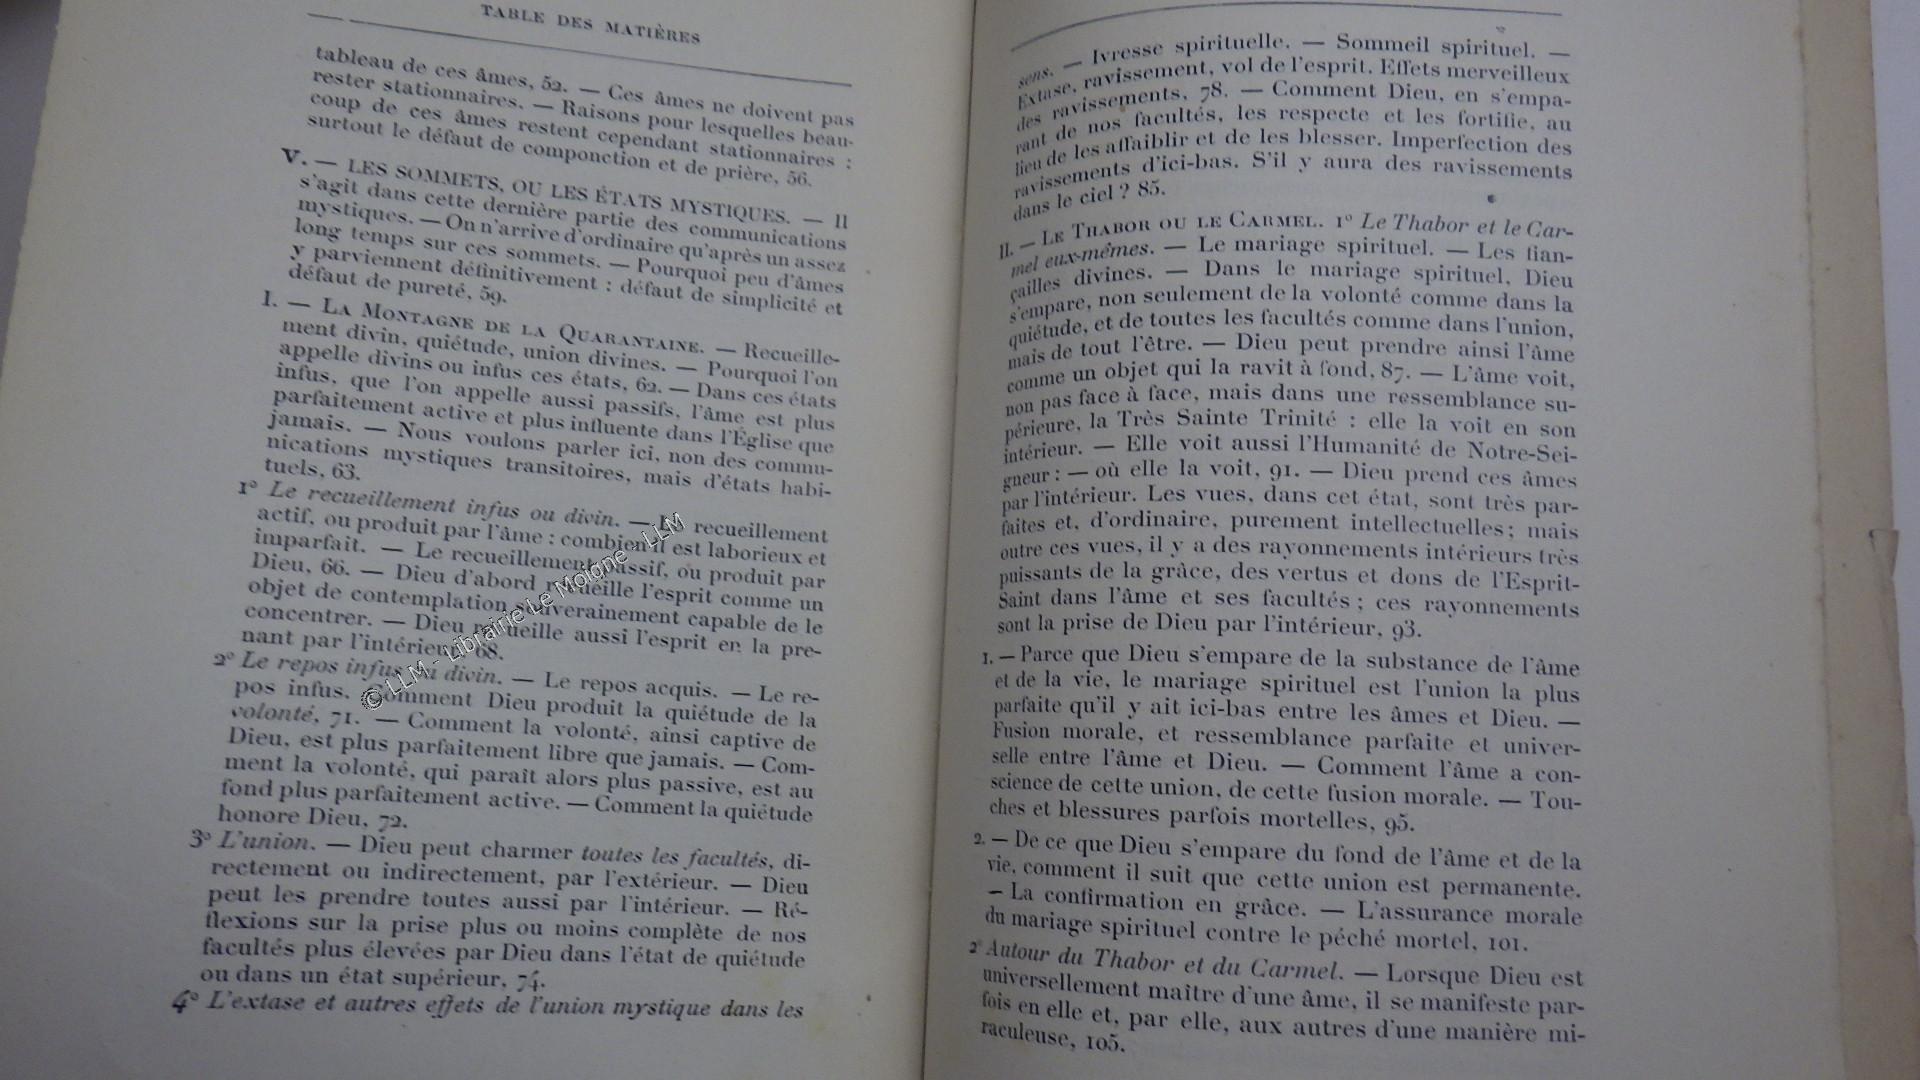 TABLE DES MATIÈRES
tableau de ces âmes, 52. — Ces âmes ne doivent pas
rester stationnaires. — Raisons pour lesquelles beau-
coup de ces âmes restent cependant stationnaires :
surtout le défaut de componction et de prière, 56.
V. — LES SOMMETS, OU LES ÉTATS MYSTIQUES. — Il
s'agit dans cette dernière partie des communications
mystiques. — On n'arrive d'ordinaire qu'après un assez
long temps sur ces sommets. — Pourquoi peu d'âmes
y parviennent définitivement : défaut de simplicité et
défaut de pureté, 59.
I. — LA MONTAGNE DE LA QUARANTAINE. — Recueille-
ment divin, quiétude, union divines. — Pourquoi l'on
appelle divins ou infus ces états, 62. — Dans ces états
infus, que l'on appelle aussi passifs, l'âme est plus
parfaitement active et plus influente dans l'Église que
jamais. — Nous voulons parler ici, non des commu-
nications mystiques transitoires, mais d'états habi-
tuels, 63.
1° Le recueillement infus ou divin. — Le recueillement
actif, ou produit par l'âme : combien il est laborieux et
imparfait. — Le recueillement passif, ou produit par
Dieu, 66. — Dieu d'abord recueille l'esprit comme un
objet de contemplation souverainement capable de le
concentrer. — Dieu recueille aussi l'esprit en la pre-
nant par l'intérieur, 68.
2° Le repos infus ou divin. — Le repos acquis. — Le re-
pos infus. Comment Dieu produit la quiétude de la
volonté, 71. — Comment la volonté, ainsi captive de
Dieu, est plus parfaitement libre que jamais. — Com-
ment la volonté, qui paraît alors plus passive, est au
fond plus parfaitement active. — Comment la quiétude
honore Dieu, 72.
3° L'union. — Dieu peut charmer toutes les facultés, di-
rectement ou indirectement, par l'extérieur. — Dieu
peut les prendre toutes aussi par l'intérieur. — Ré-
flexions sur la prise plus ou moins complète de nos
facultés plus élevées par Dieu dans l'état de quiétude
ou dans un état supérieur, 74.
4° L'extase et autres effets de l'union mystique dans les
© LLM - Librairie Le Moione - LLM
sens. — Ivresse spirituelle. — Sommeil spirituel. —
Extase, ravissement, vol de l'esprit. Effets merveilleux
des ravissements, 78. — Comment Dieu, en s'empa-
rant de nos facultés, les respecte et les fortifie, au
lieu de les affaiblir et de les blesser. Imperfection des
ravissements d'ici-bas. S'il y aura des ravissements
dans le ciel ? 85.
II. — LE THABOR OU LE CARMEL. 1° Le Thabor et le Car-
mel eux-mêmes. — Le mariage spirituel. — Les fian-
çailles divines. — Dans le mariage spirituel, Dieu
s'empare, non seulement de la volonté comme dans la
quiétude, et de toutes les facultés comme dans l'union,
mais de tout l'être. — Dieu peut prendre ainsi l'âme
comme un objet qui la ravit à fond, 87. — L'âme voit,
non pas face à face, mais dans une ressemblance su-
périeure, la Très Sainte Trinité : elle la voit en son
intérieur. — Elle voit aussi l'Humanité de Notre-Sei-
gneur : — où elle la voit, 91. — Dieu prend ces âmes
par l'intérieur. Les vues, dans cet état, sont très par-
faites et, d'ordinaire, purement intellectuelles ; mais
outre ces vues, il y a des rayonnements intérieurs très
puissants de la grâce, des vertus et dons de l'Esprit-
Saint dans l'âme et ses facultés ; ces rayonnements
sont la prise de Dieu par l'intérieur, 93.
1. — Parce que Dieu s'empare de la substance de l'âme
et de la vie, le mariage spirituel est l'union la plus
parfaite qu'il y ait ici-bas entre les âmes et Dieu. —
Fusion morale, et ressemblance parfaite et univer-
selle entre l'âme et Dieu. — Comment l'âme a con-
science de cette union, de cette fusion morale. — Tou-
ches et blessures parfois mortelles, 95.
2. — De ce que Dieu s'empare du fond de l'âme et de la
vie, comment il suit que cette union est permanente.
— La confirmation en grâce. — L'assurance morale
du mariage spirituel contre le péché mortel, 101.
2° Autour du Thabor et du Carmel. — Lorsque Dieu est
universellement maître d'une âme, il se manifeste par-
fois en elle et, par elle, aux autres d'une manière mi-
raculeuse, 105.